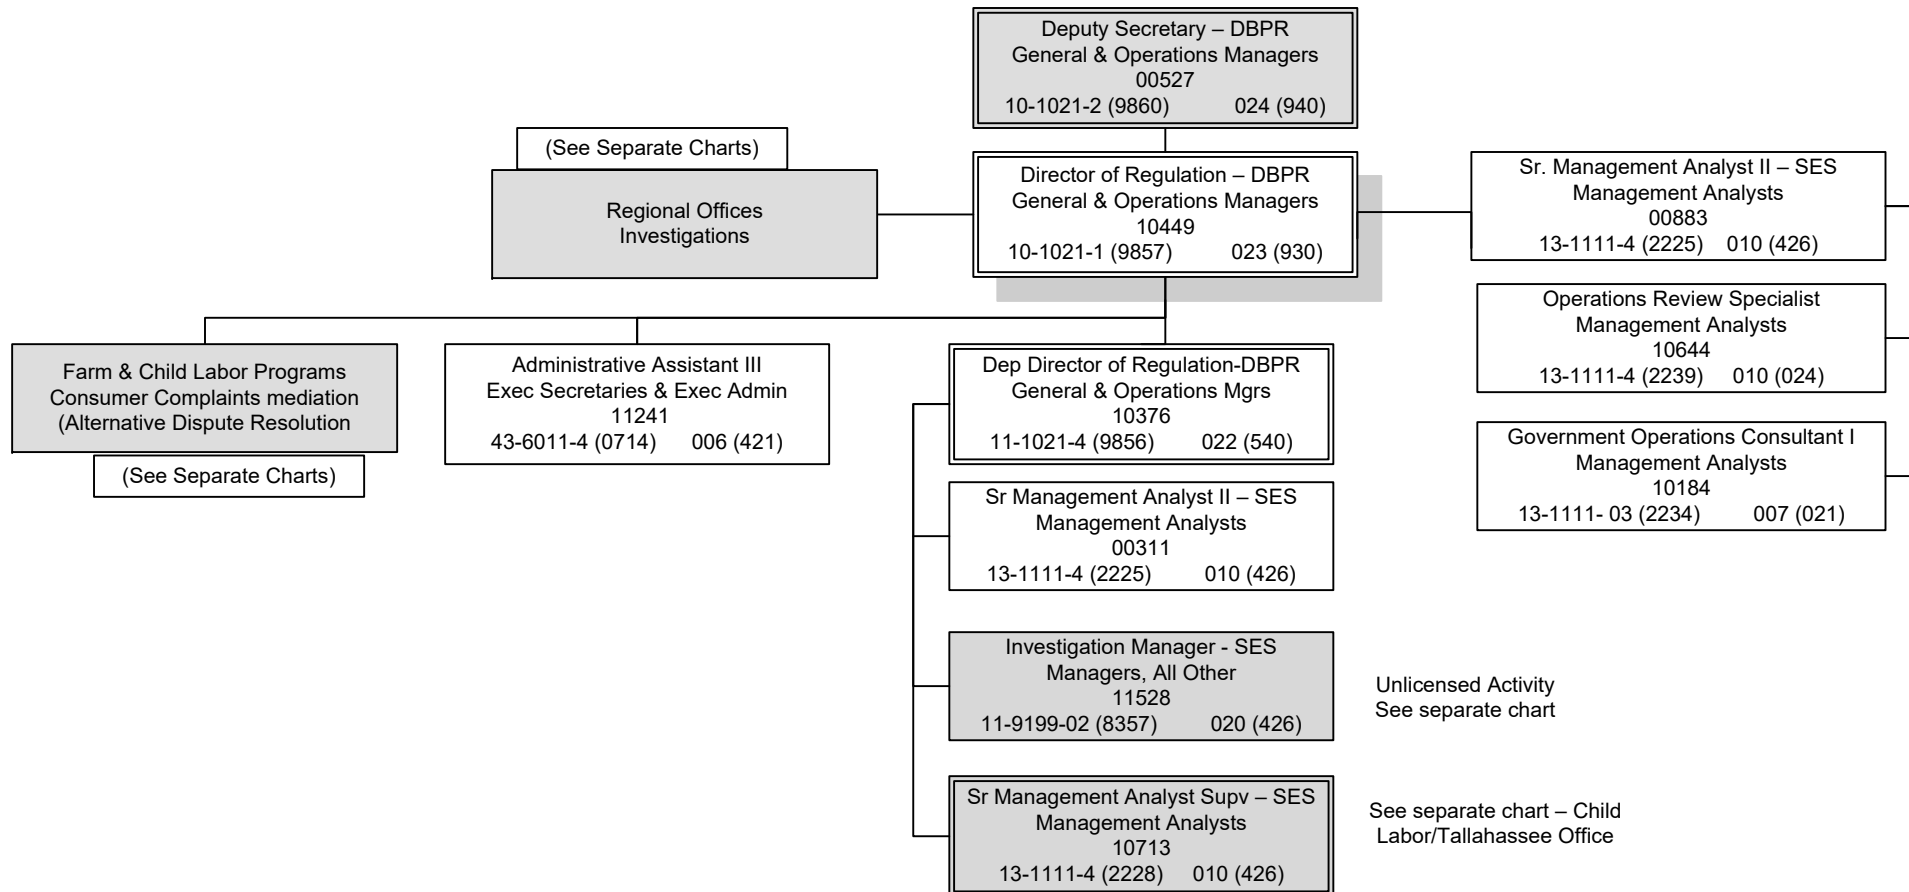 Deputy Secretary – DBPR
General & Operations Managers
00527
10-1021-2 (9860) 024 (940)
(See Separate Charts)
Regional Offices
Investigations
Director of Regulation – DBPR
General & Operations Managers
10449
10-1021-1 (9857) 023 (930)
Sr. Management Analyst II – SES
Management Analysts
00883
13-1111-4 (2225) 010 (426)
Operations Review Specialist
Management Analysts
10644
13-1111-4 (2239) 010 (024)
Government Operations Consultant I
Management Analysts
10184
13-1111- 03 (2234) 007 (021)
Farm & Child Labor Programs
Consumer Complaints mediation
(Alternative Dispute Resolution
(See Separate Charts)
Administrative Assistant III
Exec Secretaries & Exec Admin
11241
43-6011-4 (0714) 006 (421)
Dep Director of Regulation-DBPR
General & Operations Mgrs
10376
11-1021-4 (9856) 022 (540)
Sr Management Analyst II – SES
Management Analysts
00311
13-1111-4 (2225) 010 (426)
Investigation Manager - SES
Managers, All Other
11528
11-9199-02 (8357) 020 (426)
Unlicensed Activity
See separate chart
Sr Management Analyst Supv – SES
Management Analysts
10713
13-1111-4 (2228) 010 (426)
See separate chart – Child
Labor/Tallahassee Office